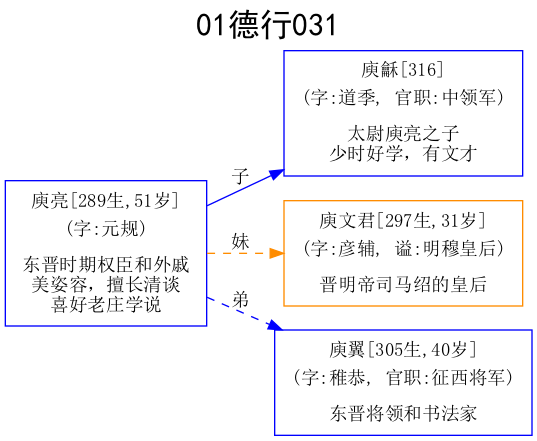 01德行031
庾龢[316]
(字:道季, 官职:中领军)
太尉庾亮之子
少时好学，有文才
子
庾亮[289生,51岁]
(字:元规)
东晋时期权臣和外戚
美姿容，擅长清谈
喜好老庄学说
妹
庾文君[297生,31岁]
(字:彦辅, 谥:明穆皇后)
晋明帝司马绍的皇后
弟
庾翼[305生,40岁]
(字:稚恭, 官职:征西将军)
东晋将领和书法家